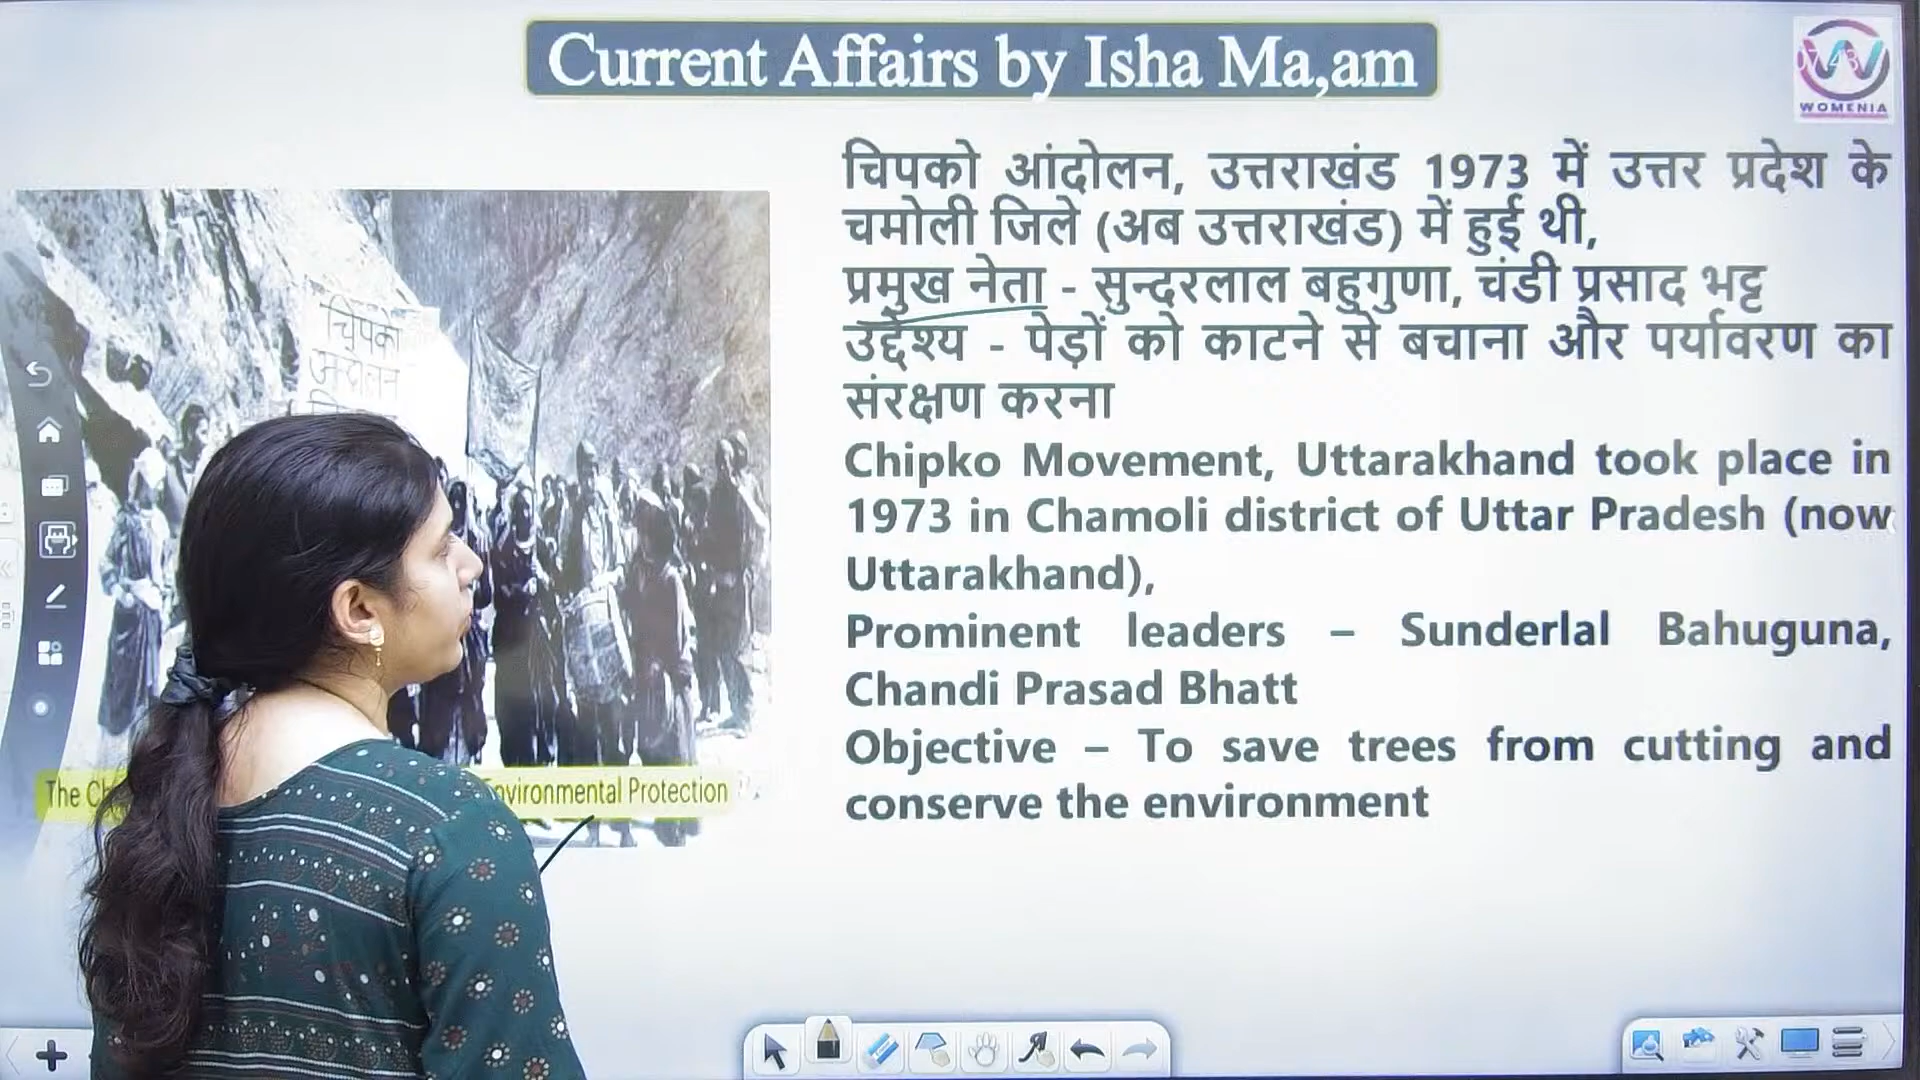 Current Affairs by Isha Ma,am
WOMENIA
चिपको आंदोलन, उत्तराखंड 1973 में उत्तर प्रदेश के
चमोली जिले (अब उत्तराखंड) में हुई थी,
प्रमुख नेता - सुन्दरलाल बहुगुणा, चंडी प्रसाद भट्ट
उद्देश्य - पेड़ों को काटने से बचाना और पर्यावरण का
संरक्षण करना
Chipko Movement, Uttarakhand took place in
1973 in Chamoli district of Uttar Pradesh (now
Uttarakhand),
Prominent leaders – Sunderlal Bahuguna,
Chandi Prasad Bhatt
Objective – To save trees from cutting and
conserve the environment
चिपको
आन्दोलन
The Environmental Protection